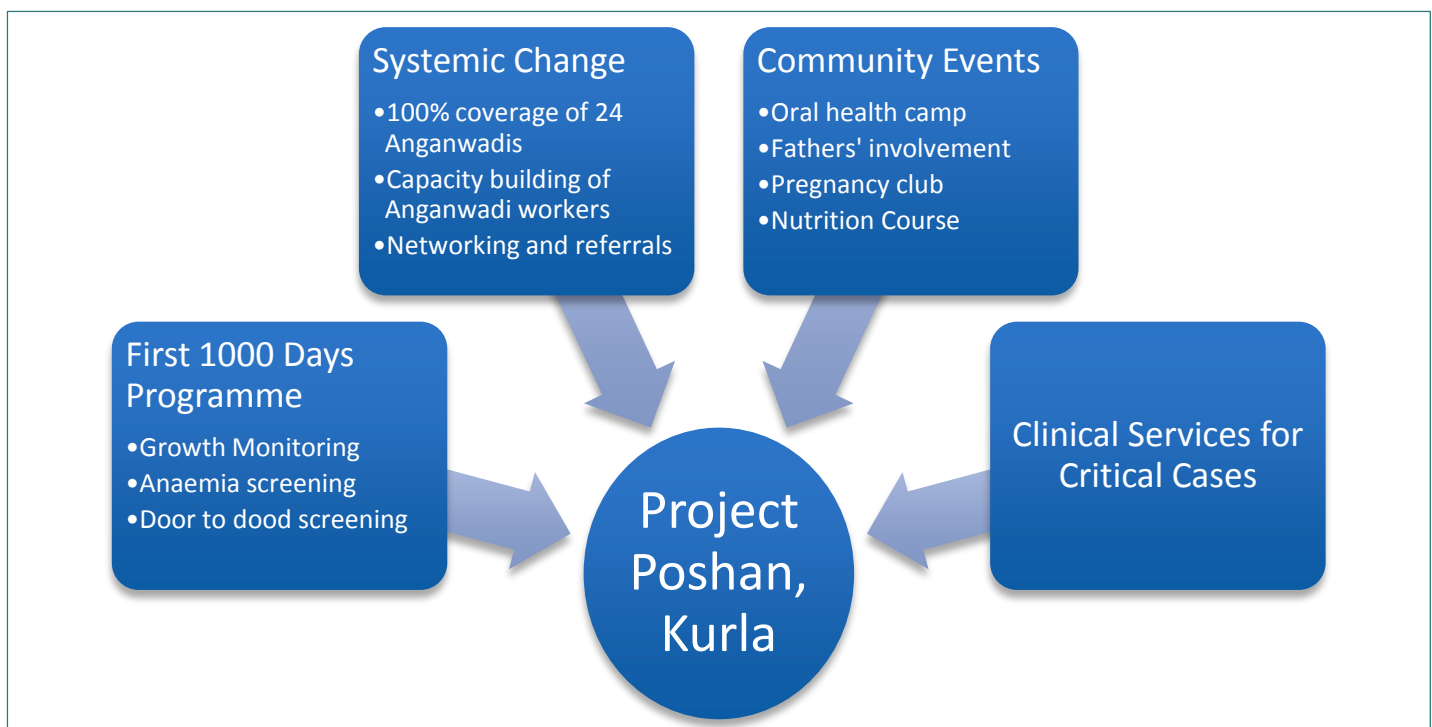 Systemic Change
•100% coverage of 24
Anganwadis
•Capacity building of
Anganwadi workers
•Networking and referrals
Community Events
•Oral health camp
•Fathers' involvement
•Pregnancy club
•Nutrition Course
First 1000 Days
Programme
•Growth Monitoring
•Anaemia screening
•Door to dood screening
Clinical Services for
Critical Cases
Project
Poshan,
Kurla